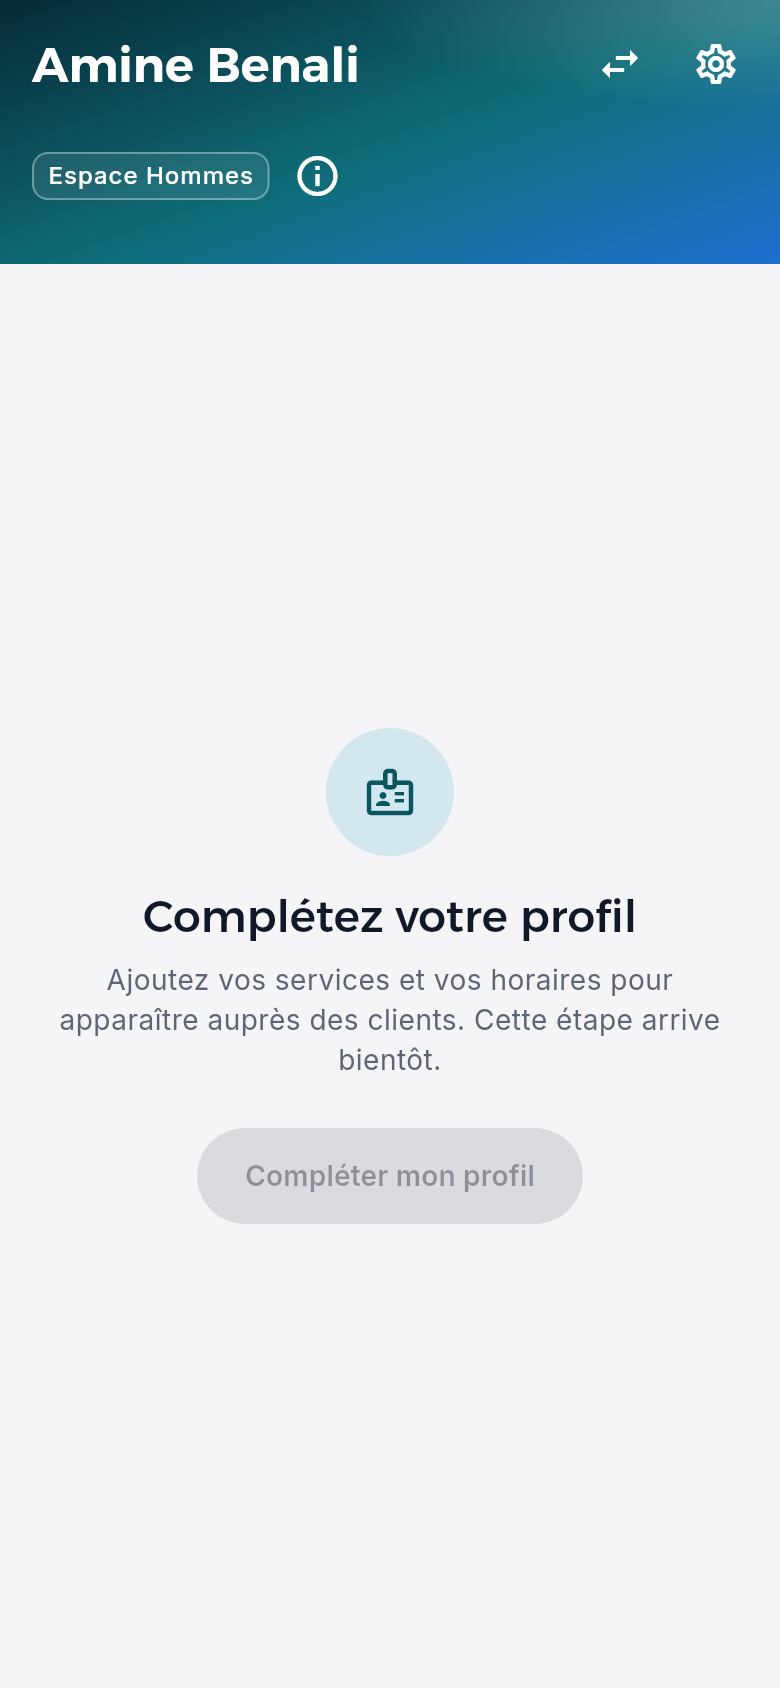 Amine Benali
Espace Hommes
Complétez votre profil
Ajoutez vos services et vos horaires pour
apparaître auprès des clients. Cette étape arrive
bientôt.
Compléter mon profil